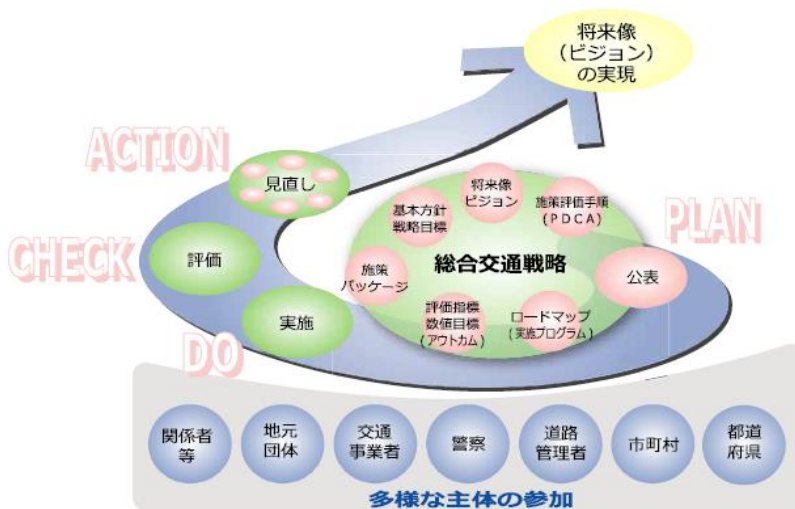 将来像
（ビジョン）
の実現
ACTION
見直し
CHECK
評価
実施
DO
PLAN
将来像
ビジョン
基本方針
戦略目標
施策評価手順
(PDCA)
総合交通戦略
施策
パッケージ
公表
評価指標
数値目標
(アウトカム)
ロードマップ
(実施プログラム)
関係者
等
地元
団体
交通
事業者
警察
道路
管理者
市町村
都道
府県
多様な主体の参加